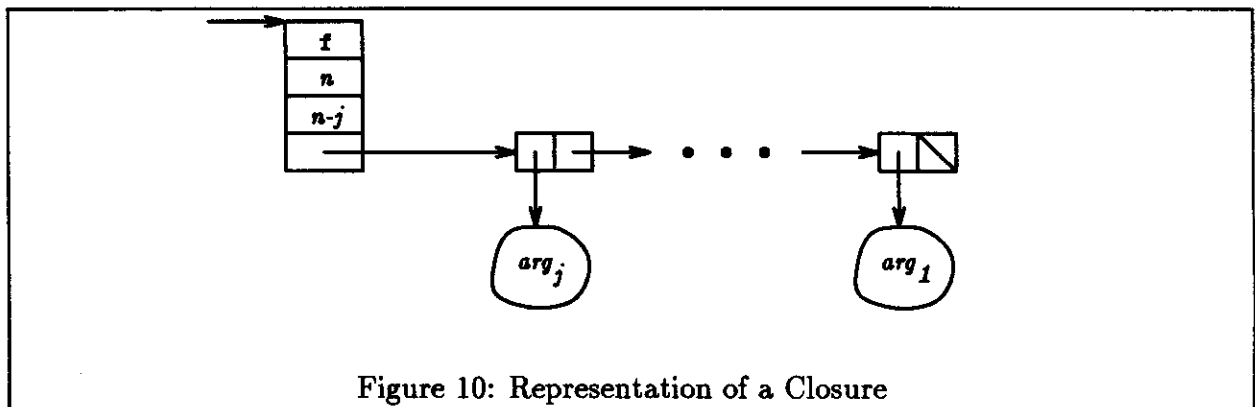 f
n
n-j
arg_j
arg_1
Figure 10: Representation of a Closure